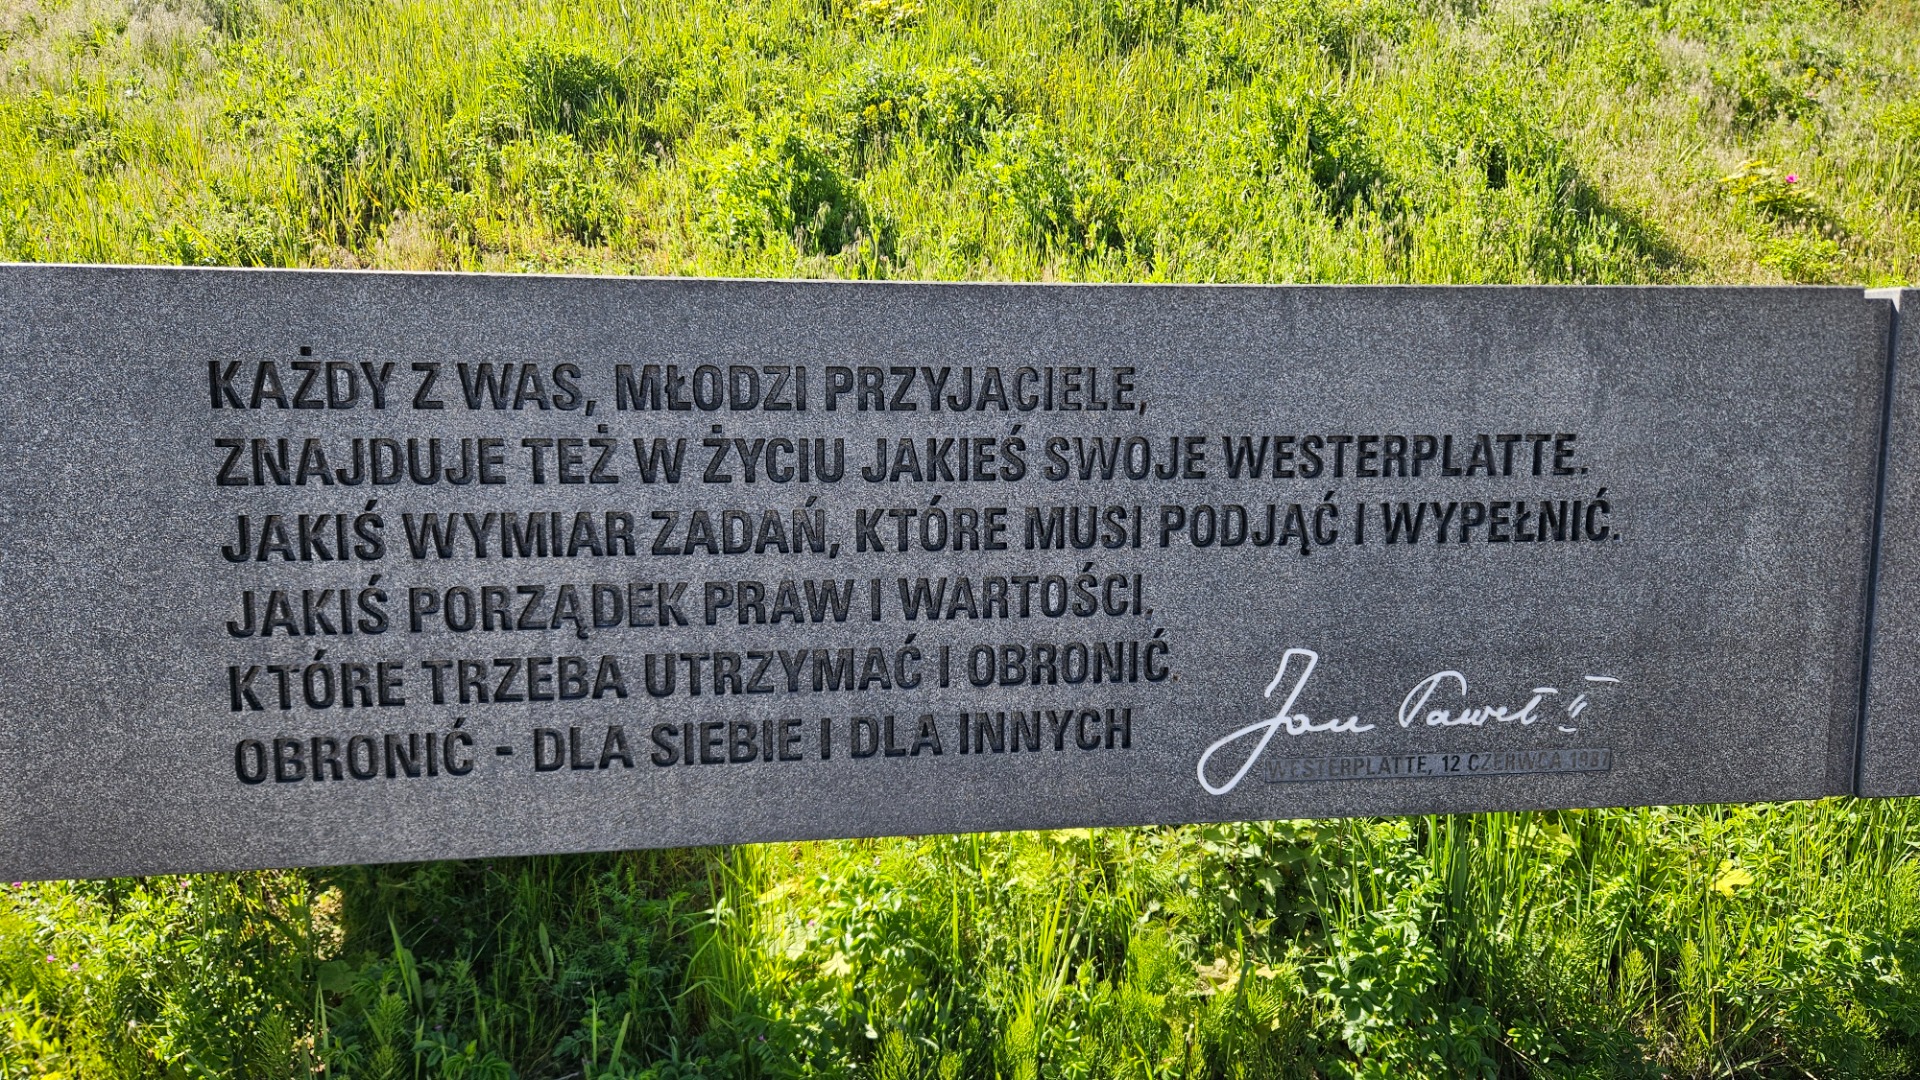 KAŻDY Z WAS, MŁODZI PRZYJACIELE,
ZNAJDUJE TEŻ W ŻYCIU JAKIEŚ SWOJE WESTERPLATTE.
JAKIŚ WYMIAR ZADAŃ, KTÓRE MUSI PODJĄĆ I WYPEŁNIĆ.
JAKIŚ PORZĄDEK PRAW I WARTOŚCI,
KTÓRE TRZEBA UTRZYMAĆ I OBRONIĆ.
OBRONIĆ - DLA SIEBIE I DLA INNYCH
Jan Paweł II
WESTERPLATTE, 12 CZERWCA 1987